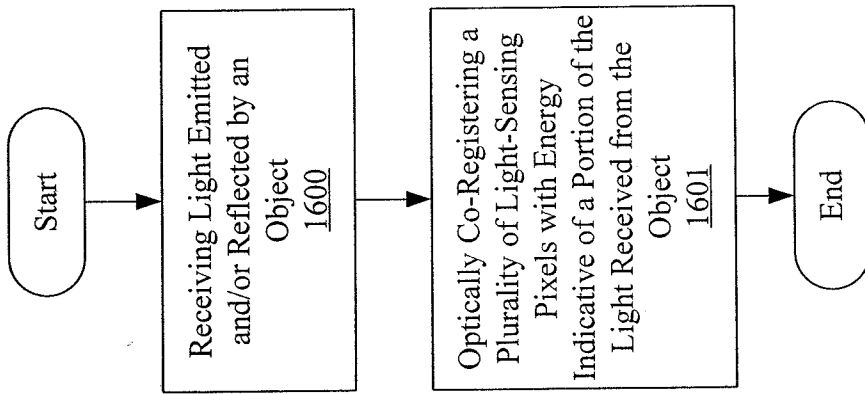 Start
Receiving Light Emitted
and/or Reflected by an
Object
1600
Optically Co-Registering a
Plurality of Light-Sensing
Pixels with Energy
Indicative of a Portion of the
Light Received from the
Object
1601
End